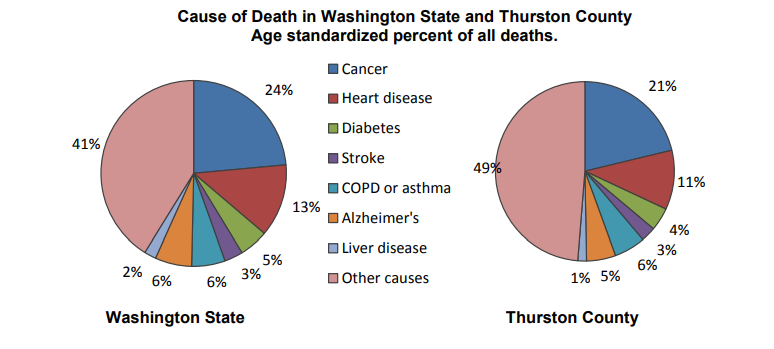 Cause of Death in Washington State and Thurston County
Age standardized percent of all deaths.
24%
13%
5%
3%
6%
6%
2%
41%
Washington State
Cancer
Heart disease
Diabetes
Stroke
COPD or asthma
Alzheimer's
Liver disease
Other causes
21%
11%
4%
3%
6%
5%
1%
49%
Thurston County